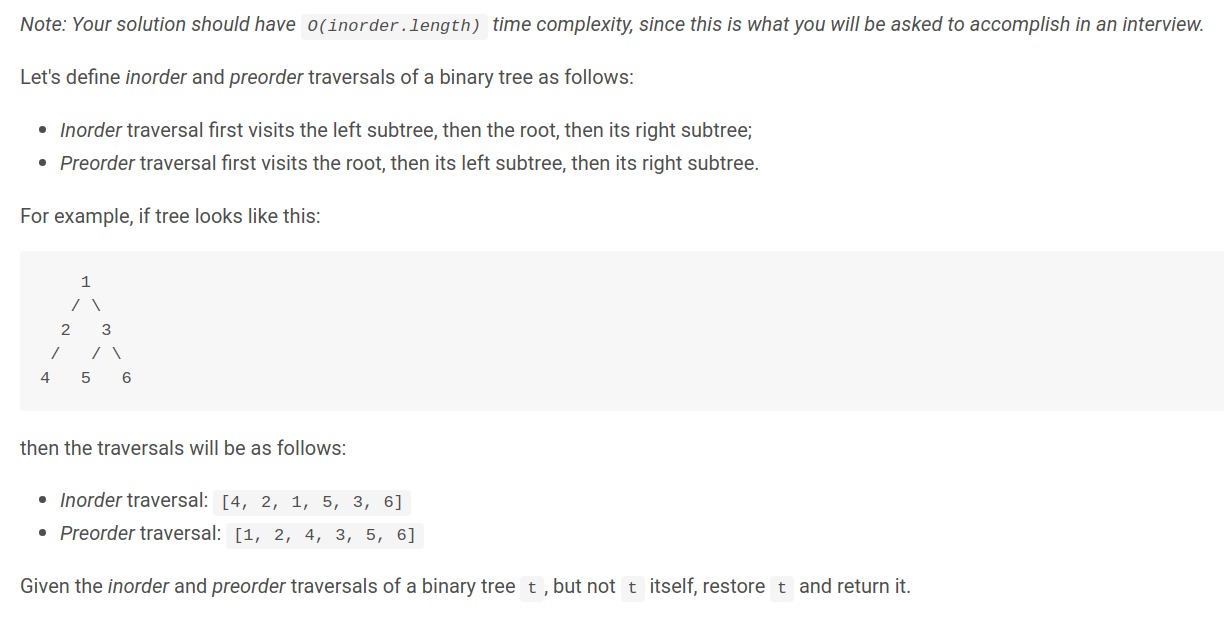 Note: Your solution should have O(inorder.length) time complexity, since this is what you will be asked to accomplish in an interview.
Let's define inorder and preorder traversals of a binary tree as follows:
• Inorder traversal first visits the left subtree, then the root, then its right subtree;
• Preorder traversal first visits the root, then its left subtree, then its right subtree.
For example, if tree looks like this:
    1
   / \
  2   3
 /   / \
4   5   6
then the traversals will be as follows:
• Inorder traversal: [4, 2, 1, 5, 3, 6]
• Preorder traversal: [1, 2, 4, 3, 5, 6]
Given the inorder and preorder traversals of a binary tree t, but not t itself, restore t and return it.